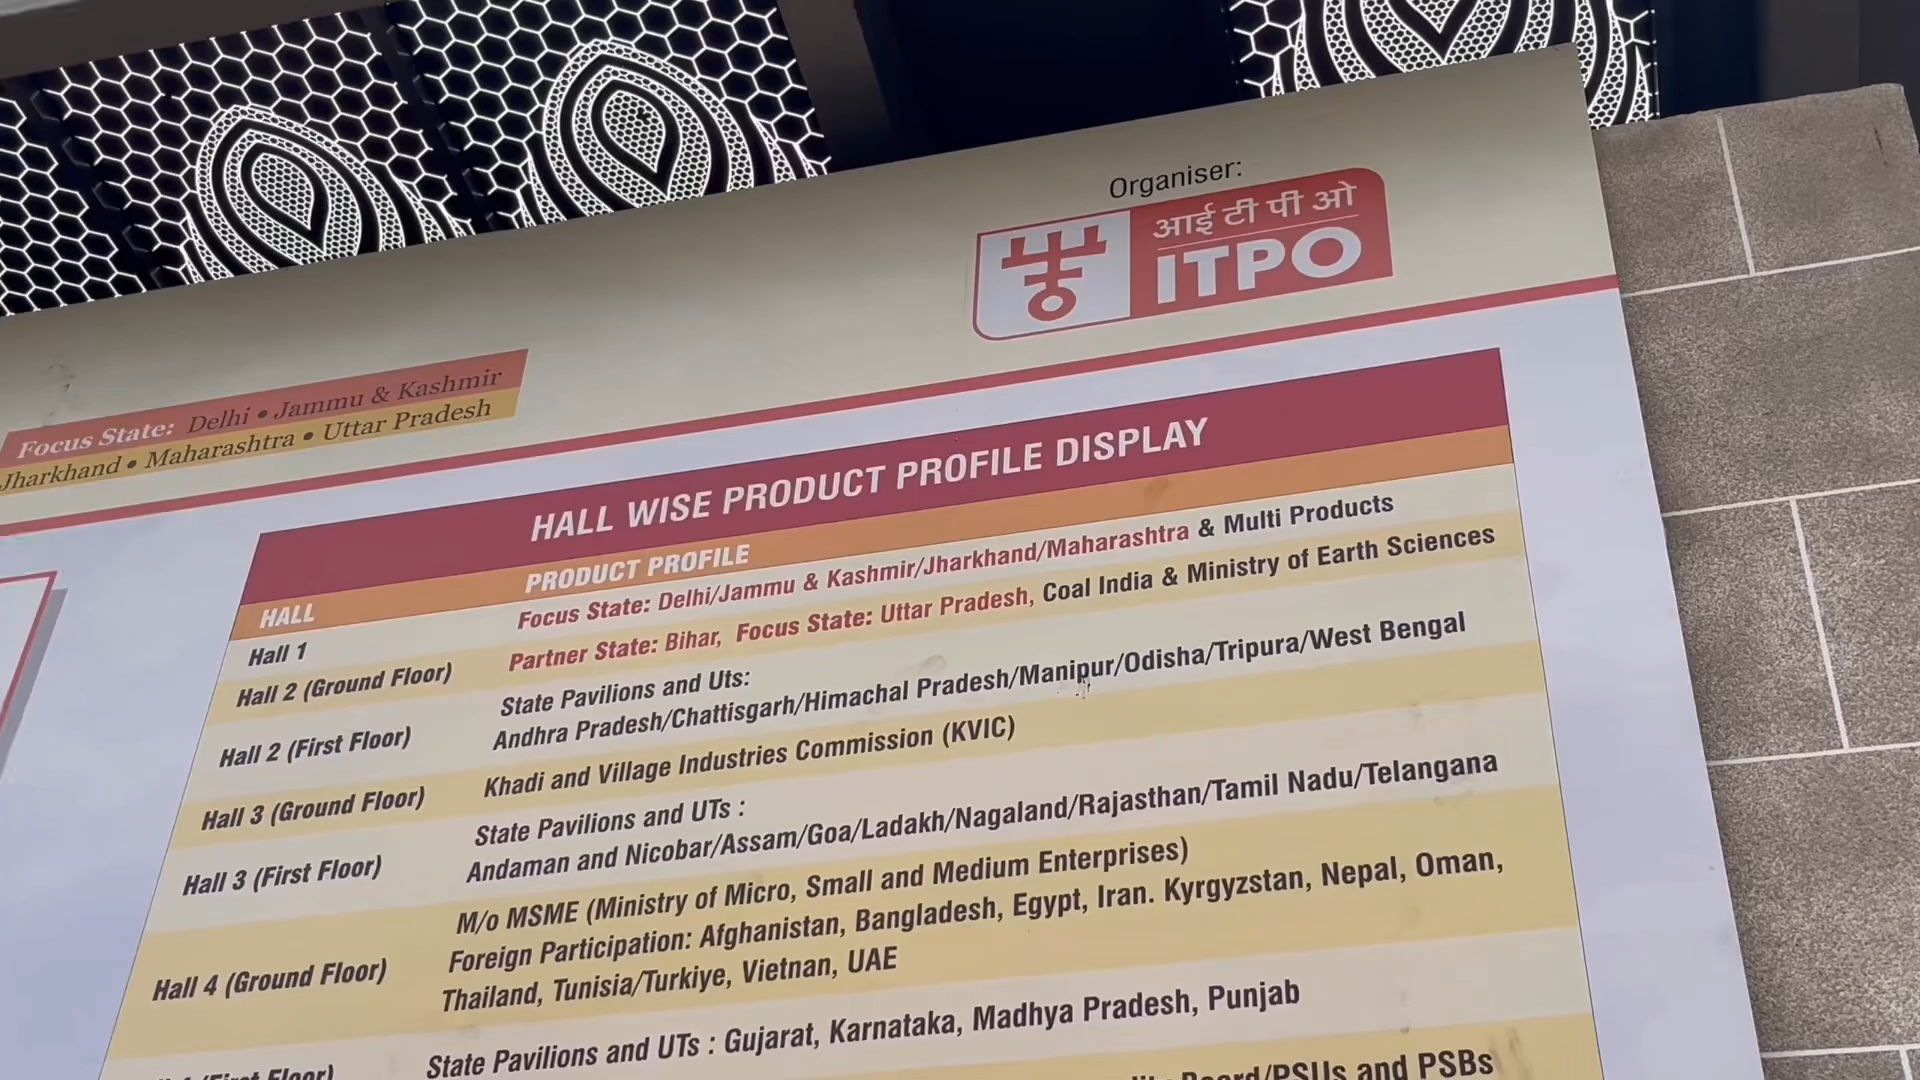 Organiser:
आई टी पी ओ
ITPO
Focus State: Delhi • Jammu & Kashmir
Jharkhand • Maharashtra • Uttar Pradesh
HALL WISE PRODUCT PROFILE DISPLAY
HALL PRODUCT PROFILE
Hall 1 Focus State: Delhi/Jammu & Kashmir/Jharkhand/Maharashtra & Multi Products
Hall 2 (Ground Floor) Partner State: Bihar, Focus State: Uttar Pradesh, Coal India & Ministry of Earth Sciences
Hall 2 (First Floor) State Pavilions and Uts:
Andhra Pradesh/Chattisgarh/Himachal Pradesh/Manipur/Odisha/Tripura/West Bengal
Hall 3 (Ground Floor) Khadi and Village Industries Commission (KVIC)
Hall 3 (First Floor) State Pavilions and UTs :
Andaman and Nicobar/Assam/Goa/Ladakh/Nagaland/Rajasthan/Tamil Nadu/Telangana
Hall 4 (Ground Floor) M/o MSME (Ministry of Micro, Small and Medium Enterprises)
Foreign Participation: Afghanistan, Bangladesh, Egypt, Iran. Kyrgyzstan, Nepal, Oman,
Thailand, Tunisia/Turkiye, Vietnan, UAE
(First Floor) State Pavilions and UTs : Gujarat, Karnataka, Madhya Pradesh, Punjab
Board/PSUs and PSBs